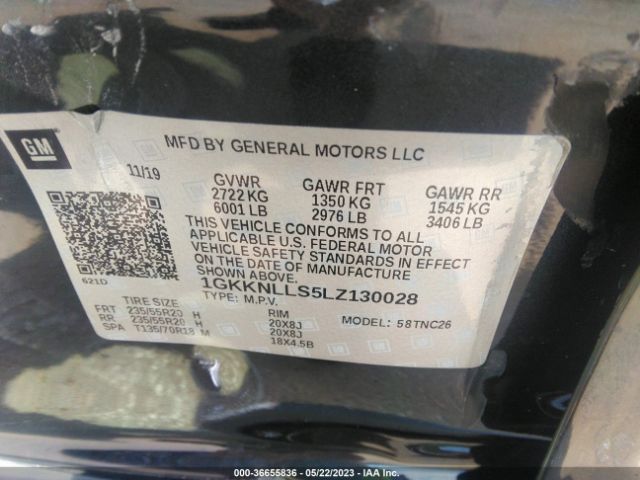 GM
MFD BY GENERAL MOTORS LLC
11/19
GVWR GAWR FRT GAWR RR
2722 KG 1350 KG 1545 KG
6001 LB 2976 LB 3406 LB
THIS VEHICLE CONFORMS TO ALL
APPLICABLE U.S. FEDERAL MOTOR
VEHICLE SAFETY STANDARDS IN
EFFECT ON THE DATE OF MANUFACTURE
SHOWN ABOVE.
621D
1GKKNLLS5LZ130028
TYPE: M.P.V. MODEL: 58TNC26
TIRE SIZE RIM
FRT 235/55R20 H 20X8J
RR 235/55R20 H 20X8J
SPA T135/70R18 M 18X4.5B
000-36655836 - 05/22/2023 - IAAI.COM